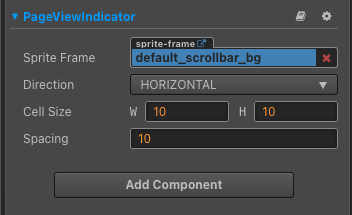 PageViewIndicator
sprite-frame
Sprite Frame default_scrollbar_bg
Direction HORIZONTAL
Cell Size W 10 H 10
Spacing 10
Add Component